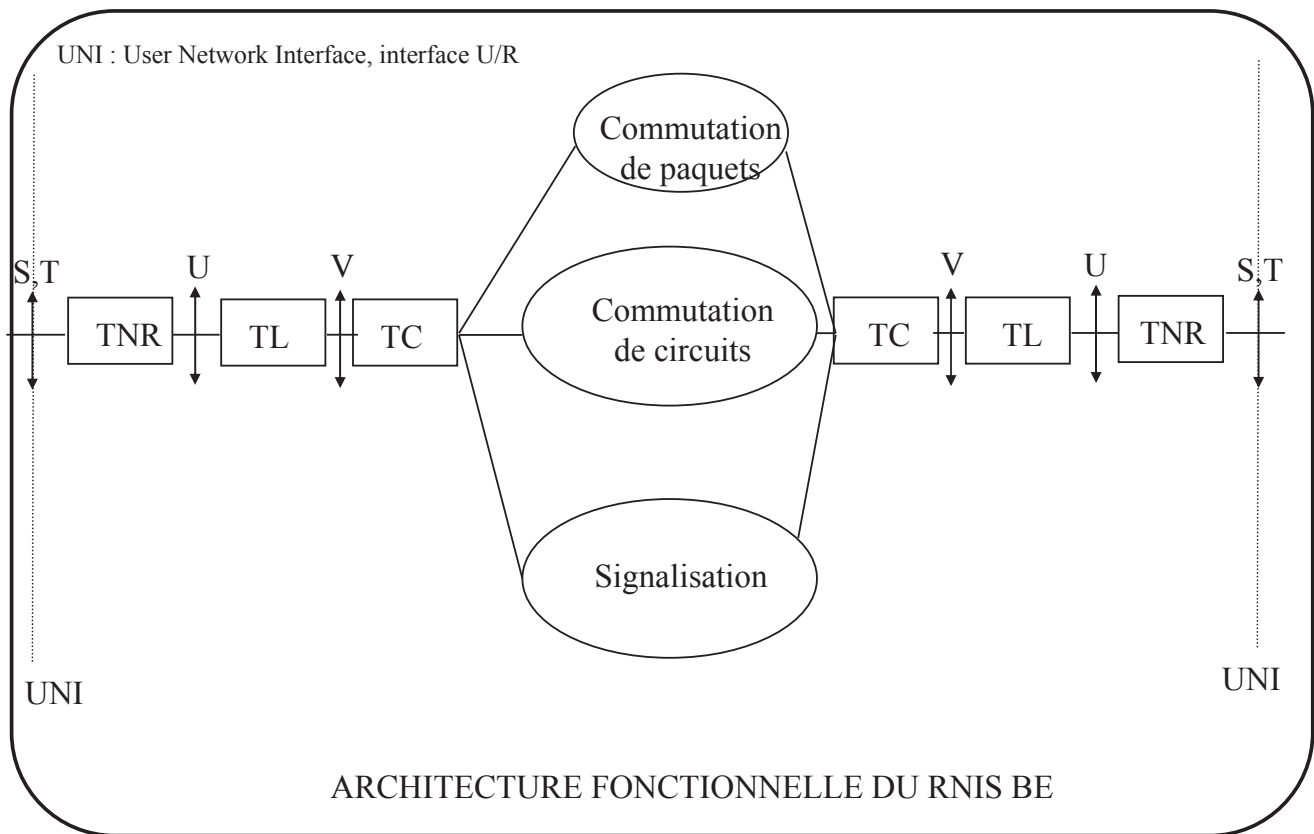 UNI : User Network Interface, interface U/R
Commutation
de paquets
S,T
U
V
V
U
S,T
TNR
TL
TC
Commutation
de circuits
TC
TL
TNR
Signalisation
UNI
UNI
ARCHITECTURE FONCTIONNELLE DU RNIS BE